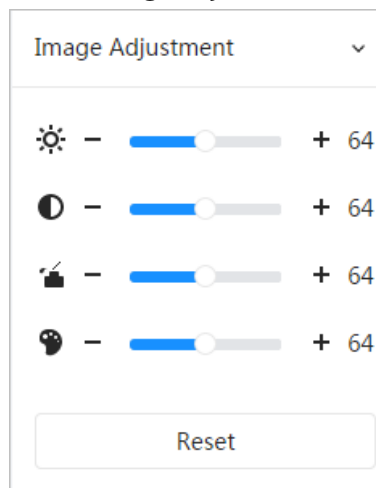 Image Adjustment
− + 64
− + 64
− + 64
− + 64
Reset